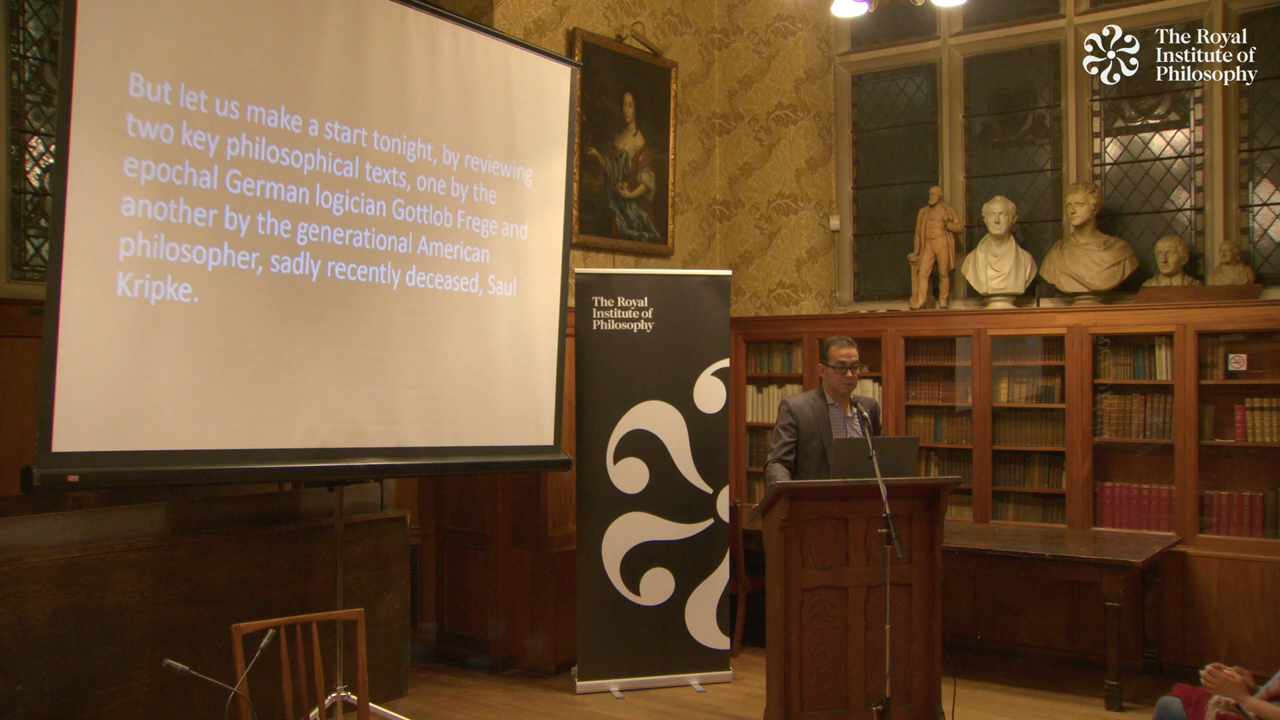 But let us make a start tonight, by reviewing
two key philosophical texts, one by the
epochal German logician Gottlob Frege and
another by the generational American
philosopher, sadly recently deceased, Saul
Kripke.
The Royal
Institute of
Philosophy
The Royal
Institute of
Philosophy